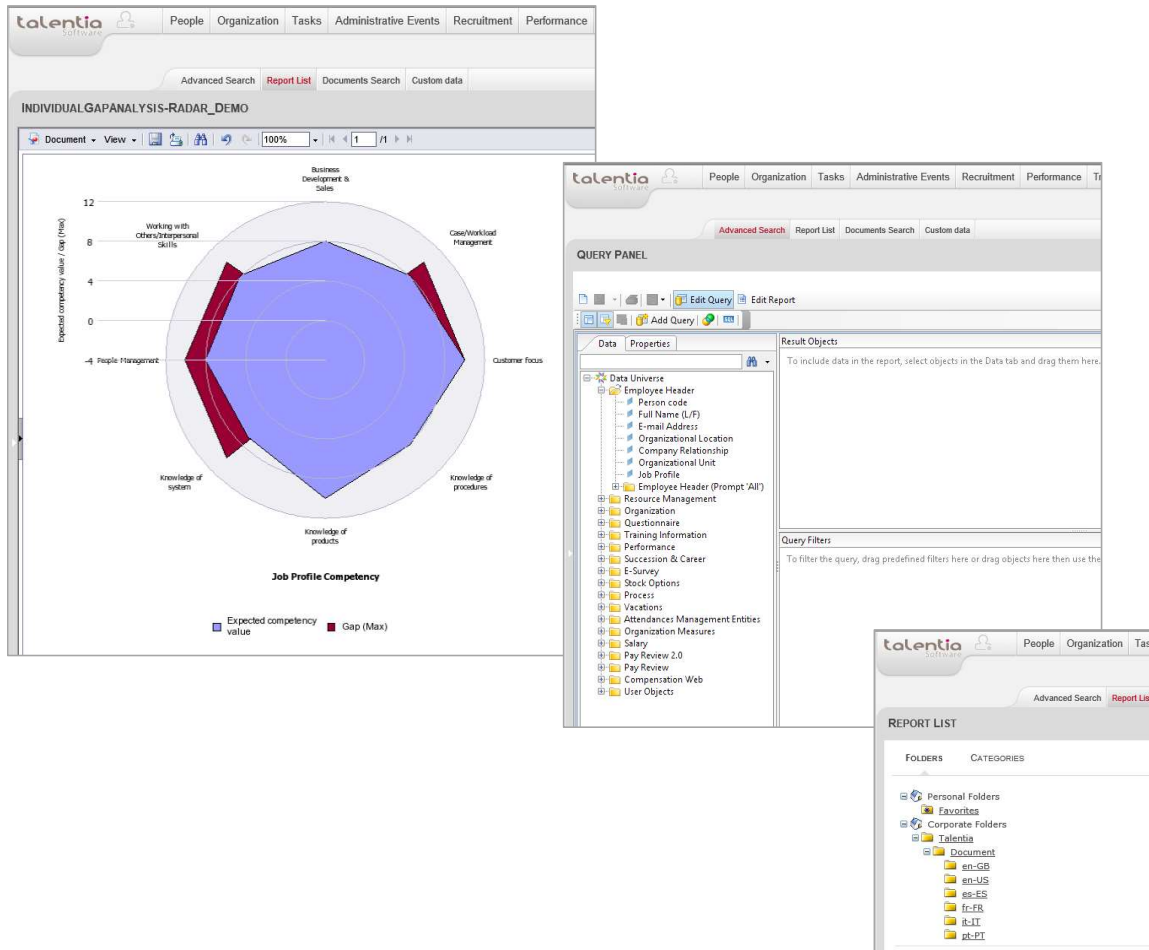 talentia
Software
People Organization Tasks Administrative Events Recruitment Performance
Advanced Search Report List Documents Search Custom data
INDIVIDUALGAPANALYSIS-RADAR_DEMO
Document View 100% 1 /1
Business
Development &
Sales
12
Working with
Others/Interpersonal
Skills
Case/Workload
Management
8
4
0
Expected competency value / Gap (Max)
-4
People Management
Customer focus
Knowledge of
system
Knowledge of
procedures
Knowledge of
products
Job Profile Competency
Expected competency
value
Gap (Max)
talentia
Software
People Organization Tasks Administrative Events Recruitment Performance
Advanced Search Report List Documents Search Custom data
QUERY PANEL
Edit Query Edit Report
Add Query
Data Properties
Result Objects
To include data in the report, select objects in the Data tab and drag them here.
Data Universe
Employee Header
Person code
Full Name (L/F)
E-mail Address
Organizational Location
Company Relationship
Organizational Unit
Job Profile
Employee Header (Prompt 'All')
Resource Management
Organization
Questionnaire
Training Information
Performance
Succession & Career
E-Survey
Stock Options
Process
Vacations
Attendances Management Entities
Organization Measures
Salary
Pay Review 2.0
Pay Review
Compensation Web
User Objects
Query Filters
To filter the query, drag predefined filters here or drag objects here then use the
talentia
Software
People Organization Tas
Advanced Search Report Lis
REPORT LIST
FOLDERS CATEGORIES
Personal Folders
Favorites
Corporate Folders
Talentia
Document
en-GB
en-US
es-ES
fr-FR
it-IT
pt-PT